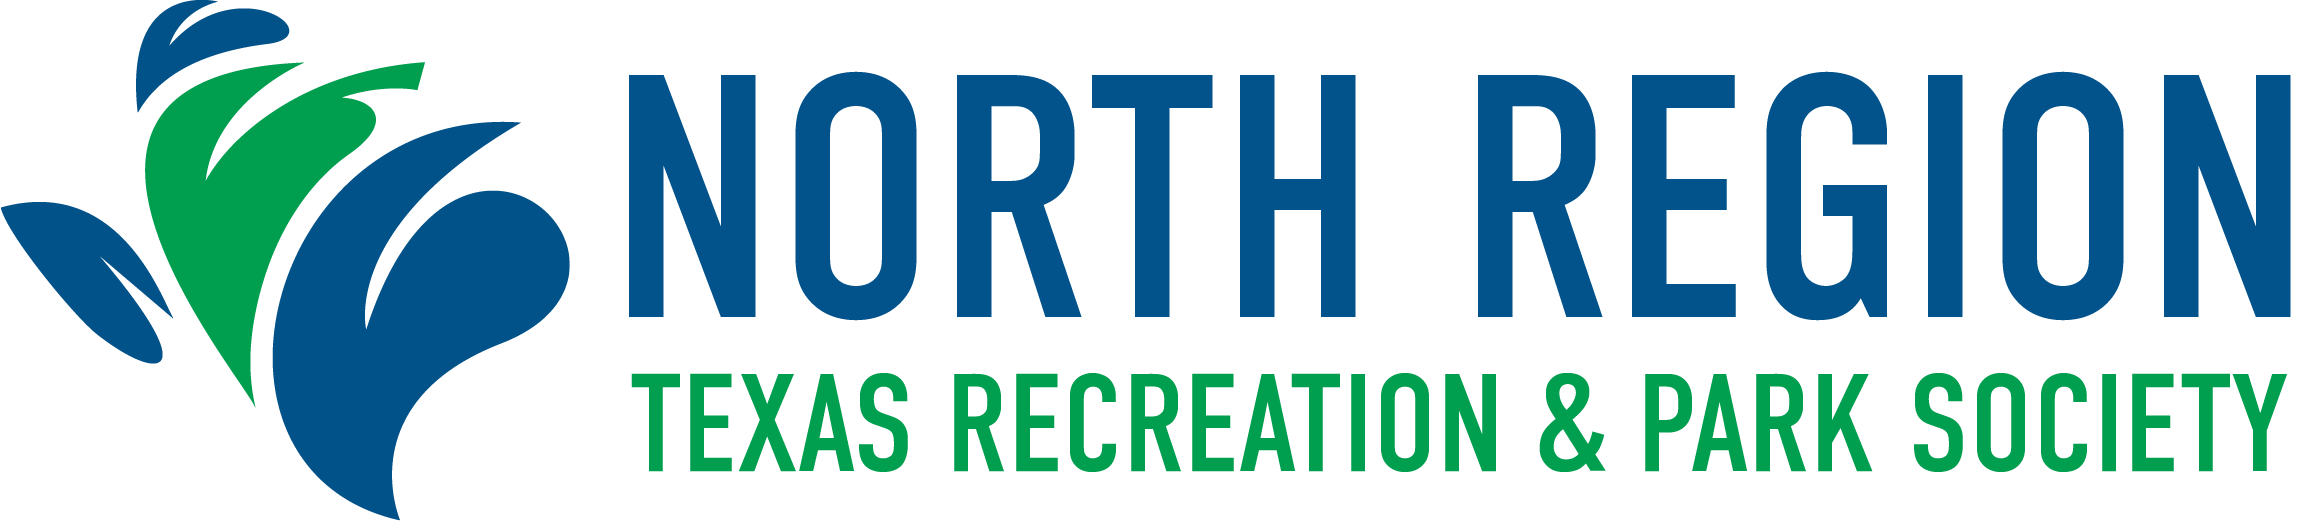 NORTH REGION
TEXAS RECREATION & PARK SOCIETY